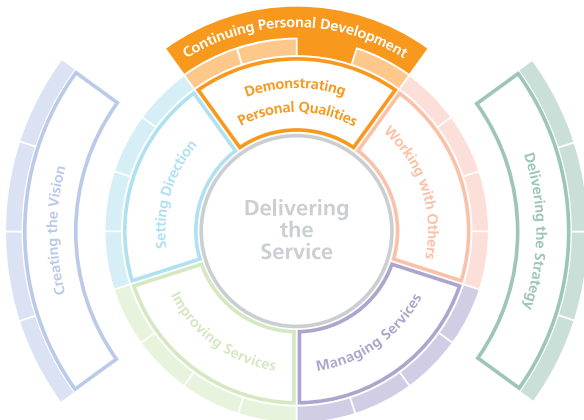 Continuing Personal Development
Demonstrating
Personal Qualities
Setting Direction
Working with Others
Creating the Vision
Delivering
the
Service
Delivering the Strategy
Improving Services
Managing Services